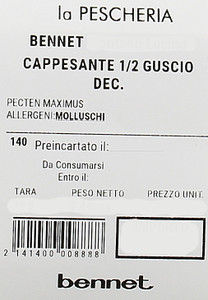 la PESCHERIA
BENNET
CAPPESANTE 1/2 GUSCIO
DEC.
PECTEN MAXIMUS
ALLERGENI:MOLLUSCHI
140 Preincartato il:
Da Consumarsi
Entro il:
TARA PESO NETTO PREZZO UNIT.
2 141400 008888
bennet